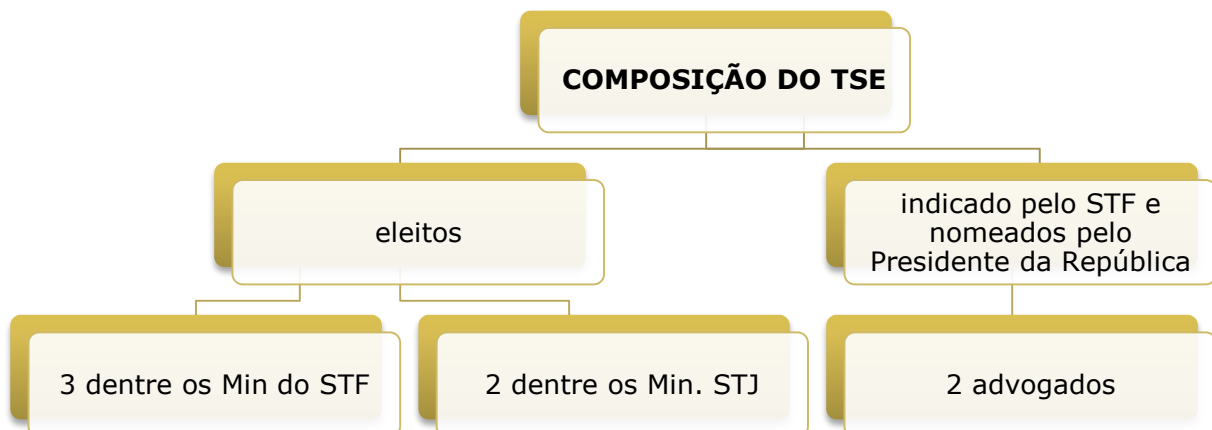 COMPOSIÇÃO DO TSE
eleitos
indicado pelo STF e
nomeados pelo
Presidente da República
3 dentre os Min do STF
2 dentre os Min. STJ
2 advogados